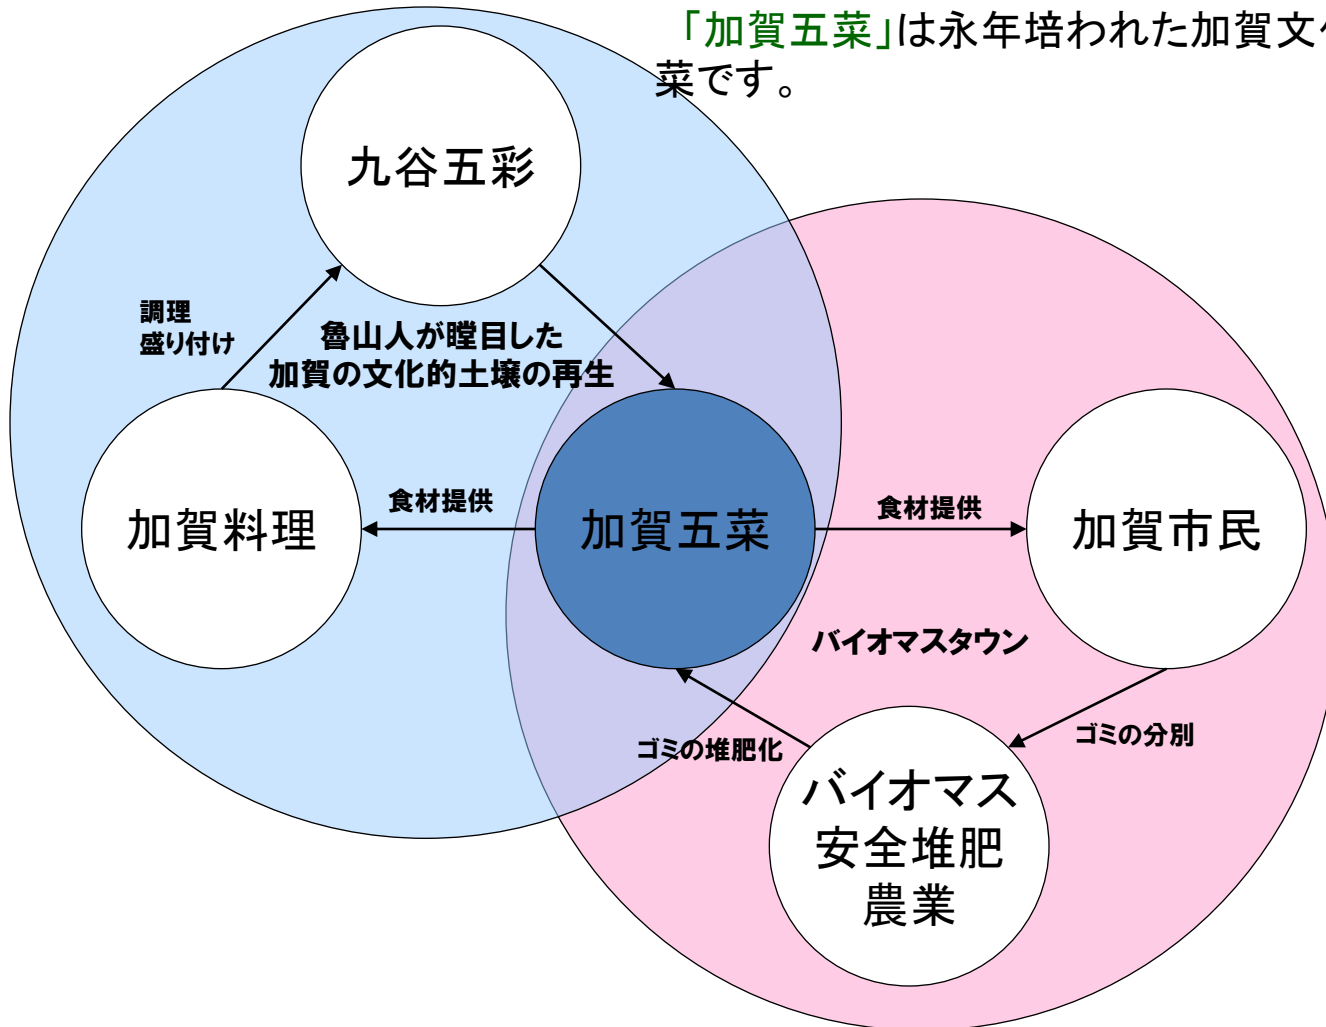 「加賀五菜」は永年培われた加賀文
菜です。
九谷五彩
調理
盛り付け
魯山人が瞠目した
加賀の文化的土壌の再生
加賀料理
食材提供
加賀五菜
食材提供
加賀市民
バイオマスタウン
ゴミの堆肥化
ゴミの分別
バイオマス
安全堆肥
農業